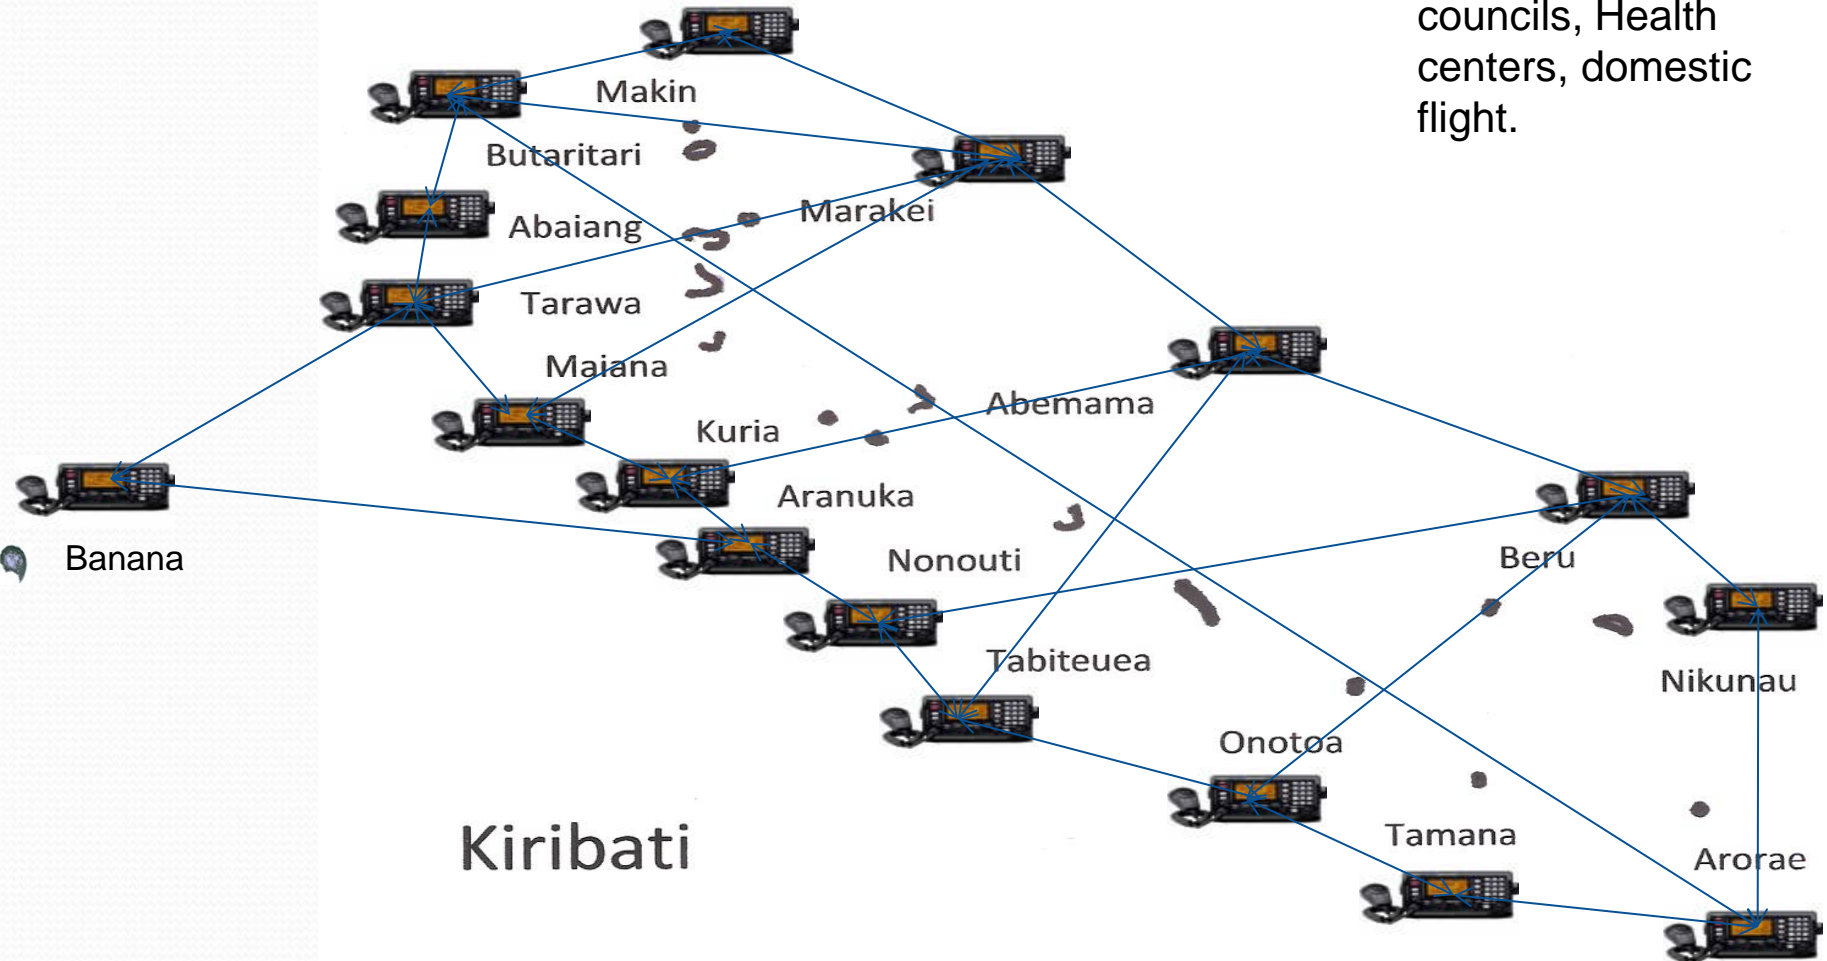 councils, Health
centers, domestic
flight.
Makin
Butaritari
Marakei
Abaiang
Tarawa
Maiana
Abemama
Kuria
Aranuka
Nonouti
Beru
Banana
Tabiteuea
Nikunau
Onotoa
Tamana
Kiribati
Arorae